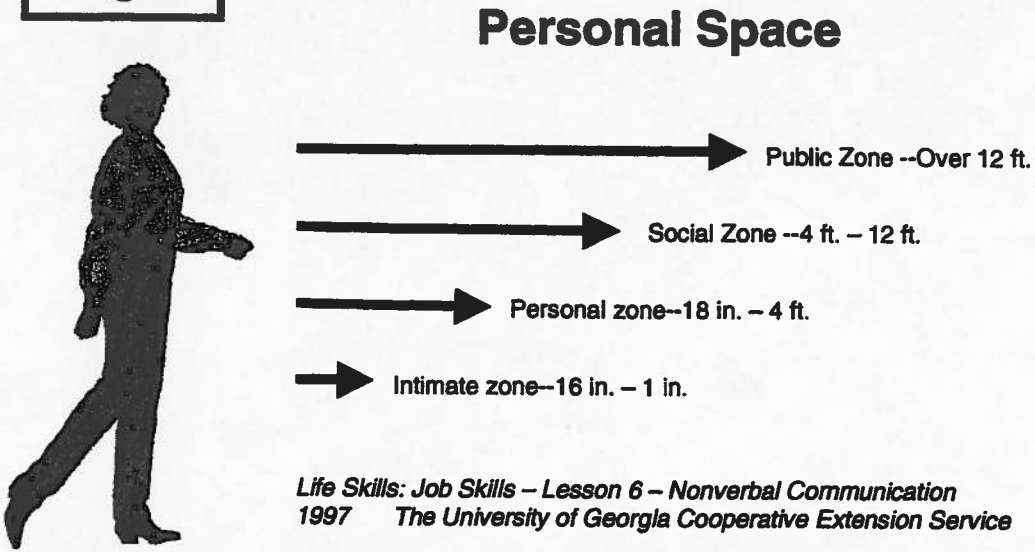 Personal Space
Public Zone --Over 12 ft.
Social Zone --4 ft. – 12 ft.
Personal zone--18 in. – 4 ft.
Intimate zone--16 in. – 1 in.
Life Skills: Job Skills – Lesson 6 – Nonverbal Communication
1997 The University of Georgia Cooperative Extension Service